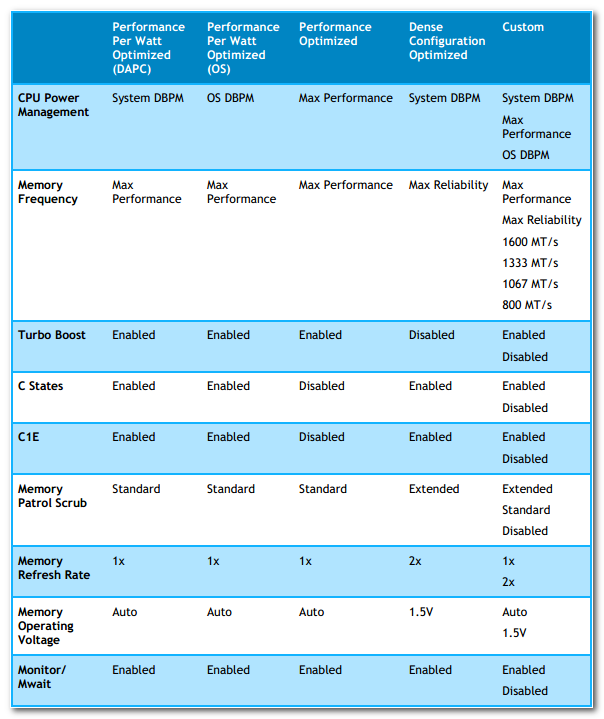 Performance Per Watt Optimized (DAPC) Performance Per Watt Optimized (OS) Performance Optimized Dense Configuration Optimized Custom
CPU Power Management System DBPM OS DBPM Max Performance System DBPM System DBPM
Max Performance
OS DBPM
Memory Frequency Max Performance Max Performance Max Performance Max Reliability Max Performance
Max Reliability
1600 MT/s
1333 MT/s
1067 MT/s
800 MT/s
Turbo Boost Enabled Enabled Enabled Disabled Enabled
Disabled
C States Enabled Enabled Disabled Enabled Enabled
Disabled
C1E Enabled Enabled Disabled Enabled Enabled
Disabled
Memory Patrol Scrub Standard Standard Standard Extended Extended
Standard
Disabled
Memory Refresh Rate 1x 1x 1x 2x 1x
2x
Memory Operating Voltage Auto Auto Auto 1.5V Auto
1.5V
Monitor/ Mwait Enabled Enabled Enabled Enabled Enabled
Disabled